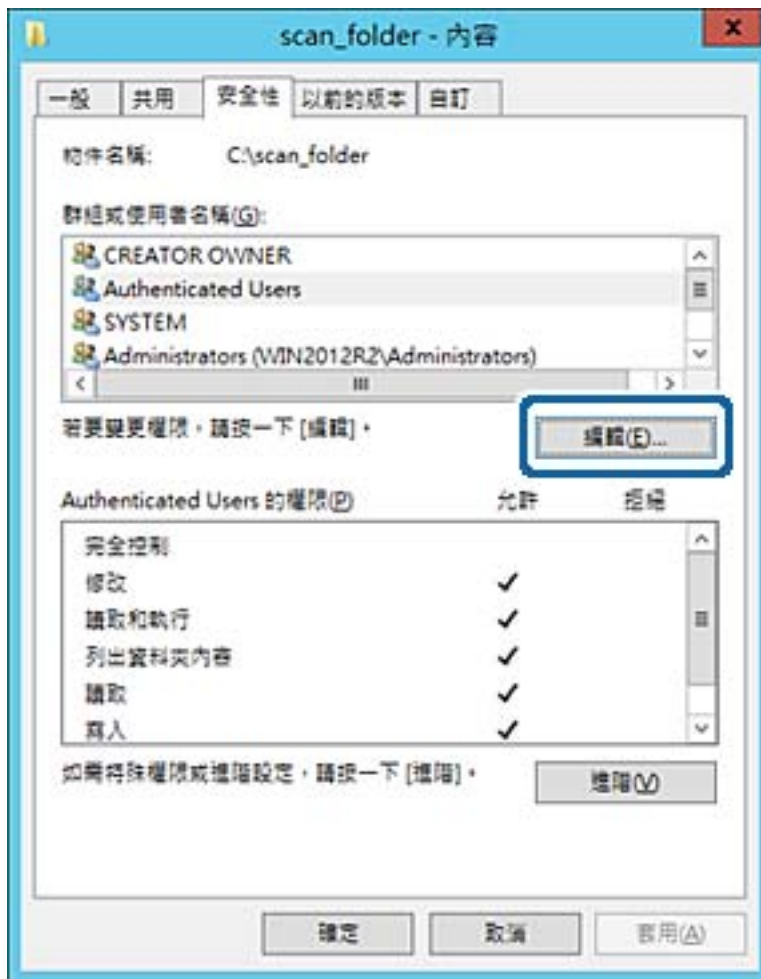 scan_folder - 內容
一般 共用 安全性 以前的版本 自訂
物件名稱: C:\scan_folder
群組或使用者名稱(G):
CREATOR OWNER
Authenticated Users
SYSTEM
Administrators (WIN2012R2\Administrators)
若要變更權限，請按一下 [編輯]。 編輯(E)...
Authenticated Users 的權限(P) 允許 拒絕
完全控制
修改
讀取和執行
列出資料夾內容
讀取
寫入
如需特殊權限或進階設定，請按一下 [進階]。 進階(V)
確定 取消 套用(A)